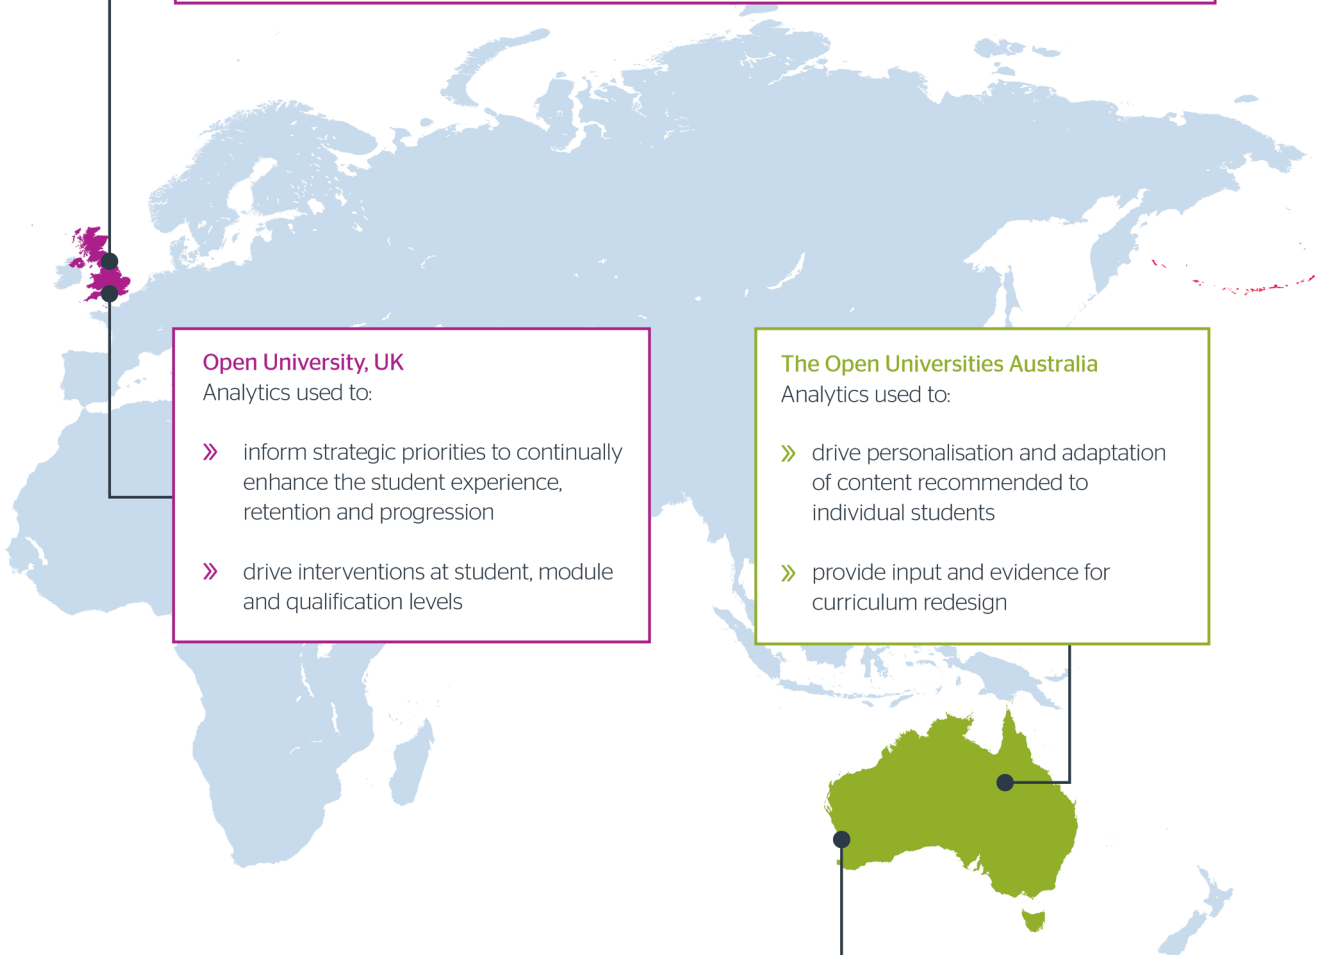 Open University, UK
Analytics used to:
» inform strategic priorities to continually
enhance the student experience,
retention and progression
» drive interventions at student, module
and qualification levels
The Open Universities Australia
Analytics used to:
» drive personalisation and adaptation
of content recommended to
individual students
» provide input and evidence for
curriculum redesign